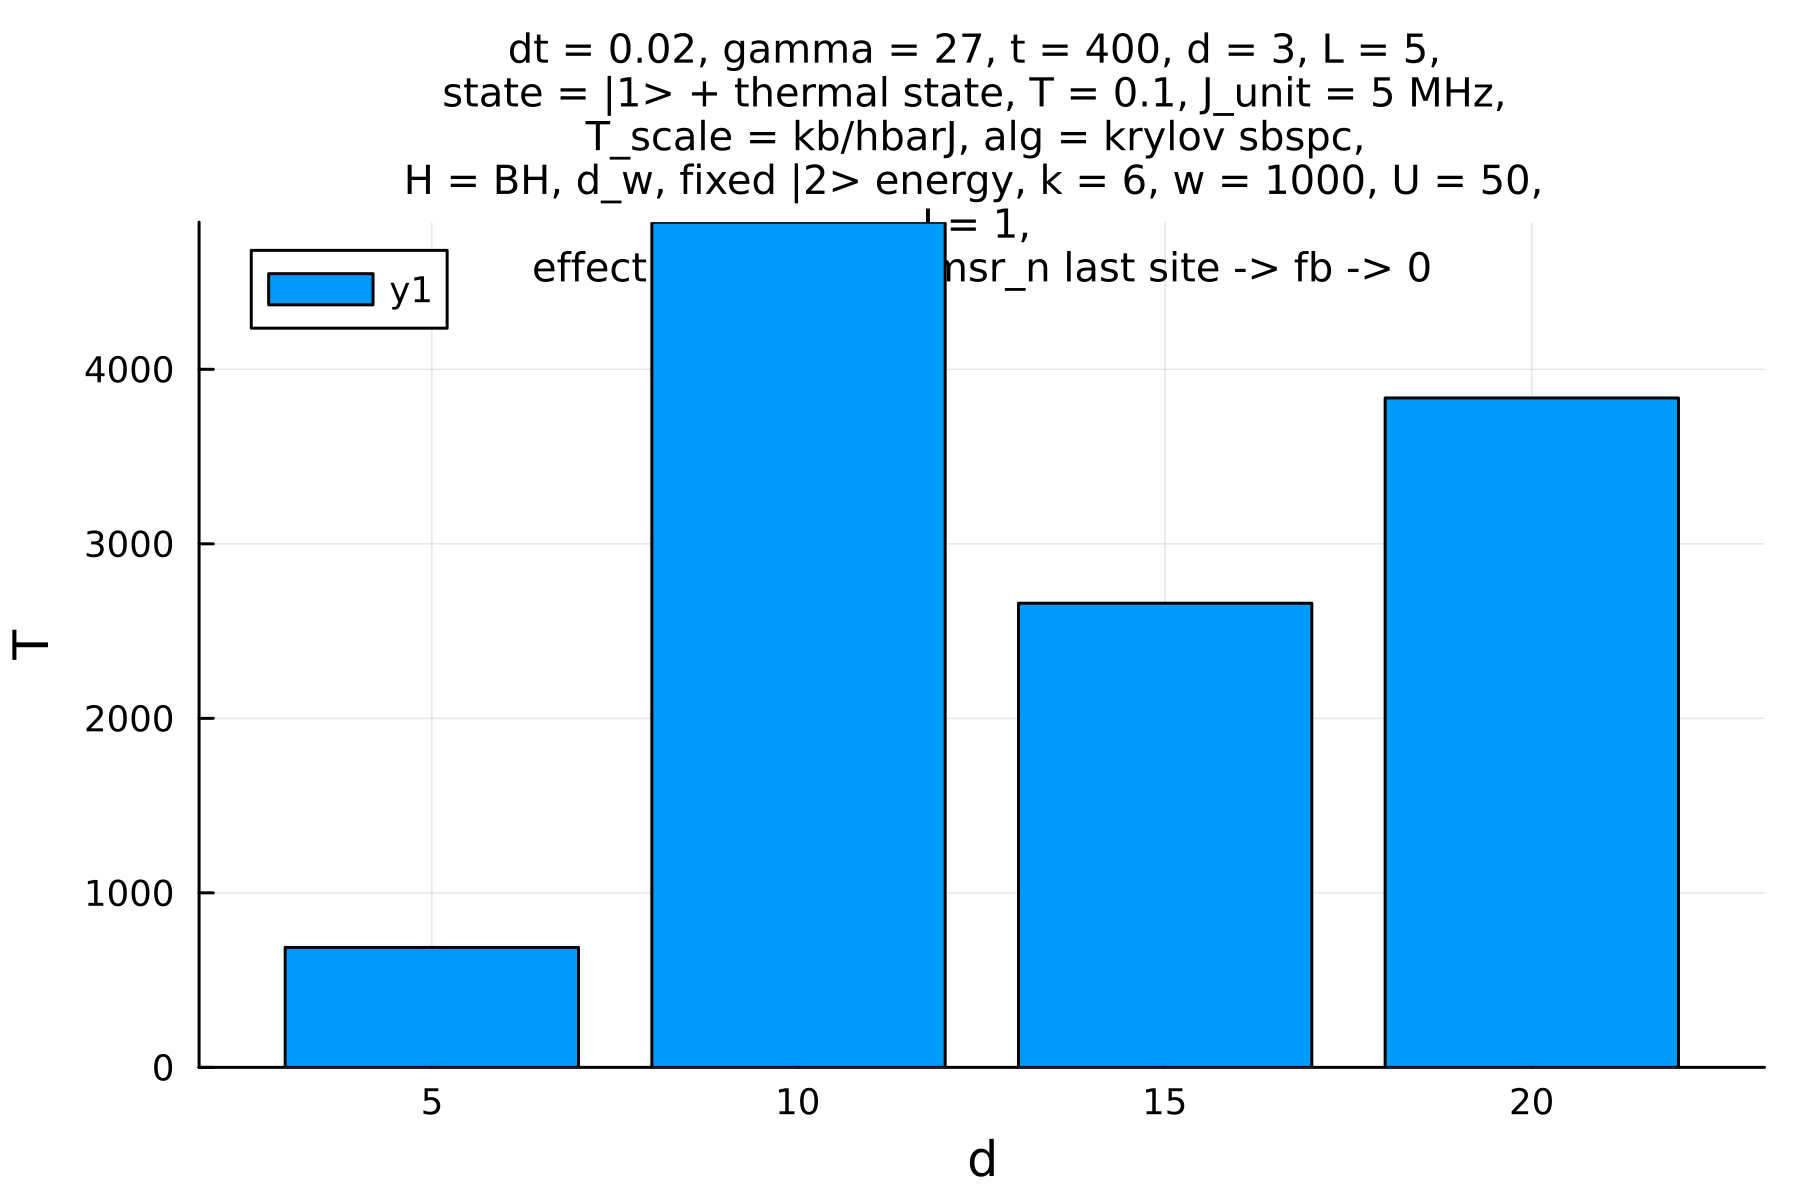 dt = 0.02, gamma = 27, t = 400, d = 3, L = 5,
state = |1> + thermal state, T = 0.1, J_unit = 5 MHz,
T_scale = kb/hbarJ, alg = krylov sbspc,
H = BH, d_w, fixed |2> energy, k = 6, w = 1000, U = 50,
= 1,
effect last site -> fb -> 0
y1
4000
3000
2000
1000
0
T
5 10 15 20
d